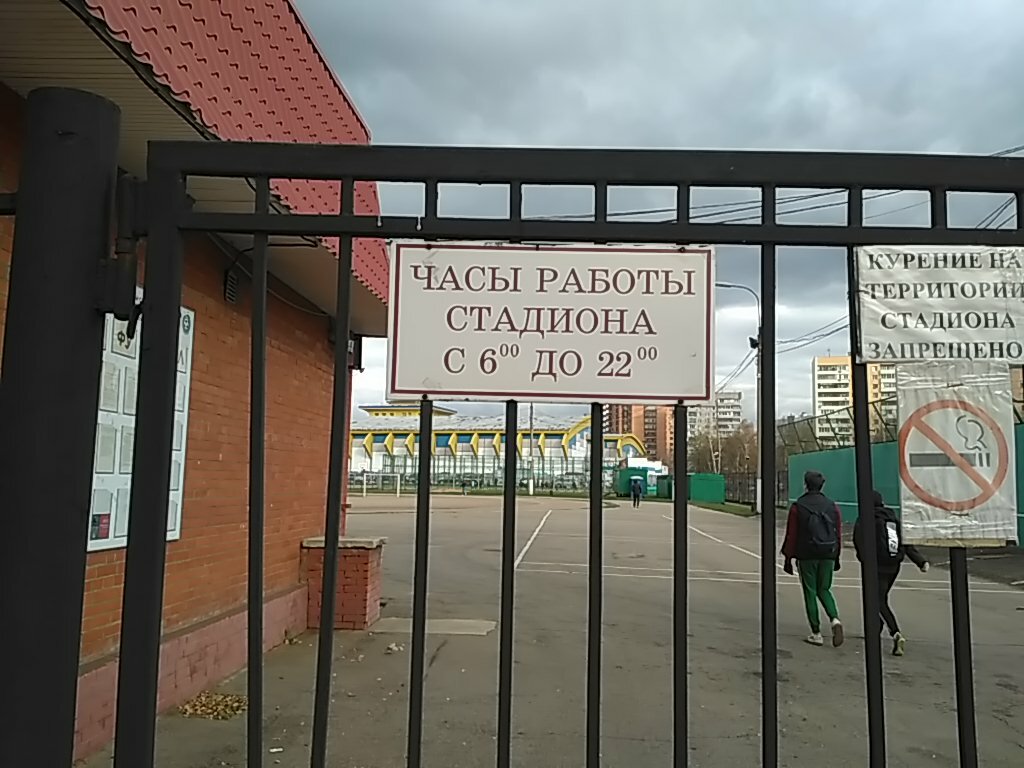 ЧАСЫ РАБОТЫ
СТАДИОНА
С 6⁰⁰ ДО 22⁰⁰
КУРЕНИЕ НА
ТЕРРИТОРИИ
СТАДИОНА
ЗАПРЕЩЕНО